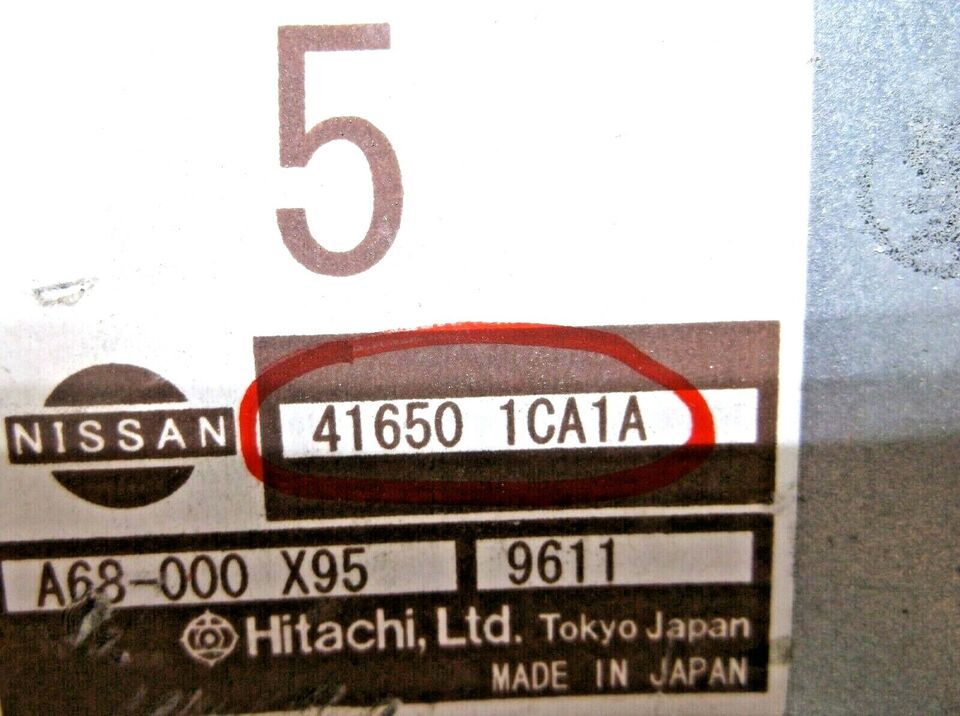 5
NISSAN
41650 1CA1A
A68-000 X95
9611
Hitachi, Ltd. Tokyo Japan
MADE IN JAPAN